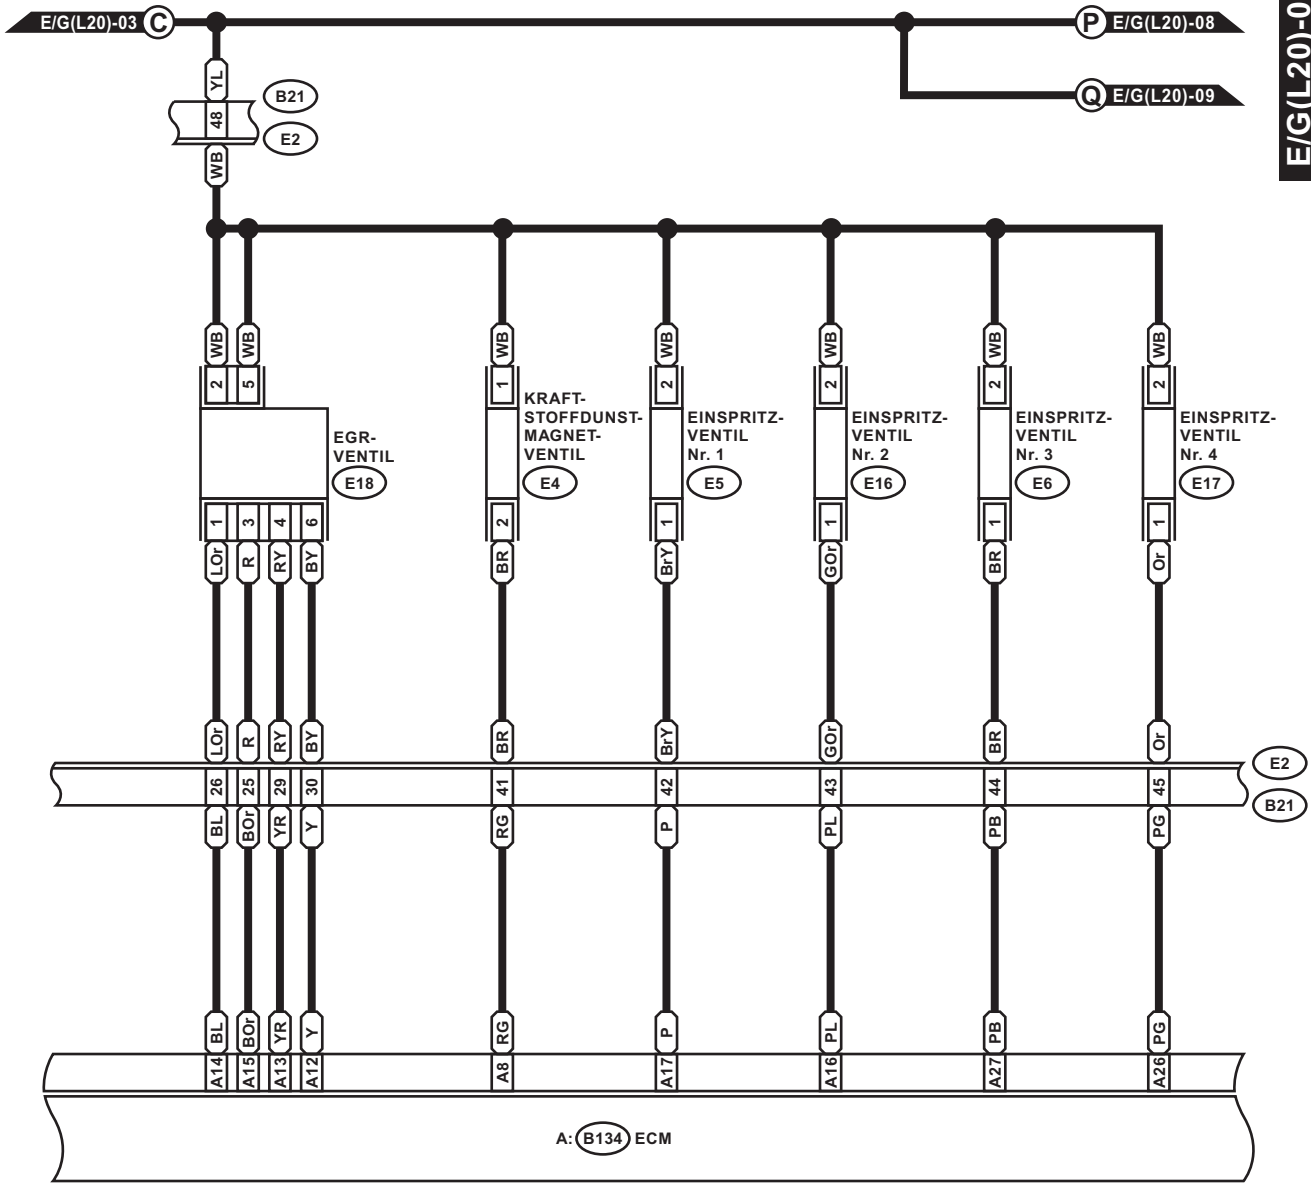 E/G(L20)-03 C
P E/G(L20)-08
Q E/G(L20)-09
E/G(L20)-0
YL
48
WB
B21
E2
WB WB WB WB WB WB WB
2 5 1 2 2 2 2
EGR-
VENTIL
E18
KRAFT-
STOFFDUNST-
MAGNET-
VENTIL
E4
EINSPRITZ-
VENTIL
Nr. 1
E5
EINSPRITZ-
VENTIL
Nr. 2
E16
EINSPRITZ-
VENTIL
Nr. 3
E6
EINSPRITZ-
VENTIL
Nr. 4
E17
1 3 4 6 2 1 1 1 1
LOr R RY BY BR BrY GOr BR Or
LOr R RY BY BR BrY GOr BR Or
E2
26 25 29 30 41 42 43 44 45
B21
BL BOr YR Y RG P PL PB PG
BL BOr YR Y RG P PL PB PG
A14 A15 A13 A12 A8 A17 A16 A27 A26
A: B134 ECM